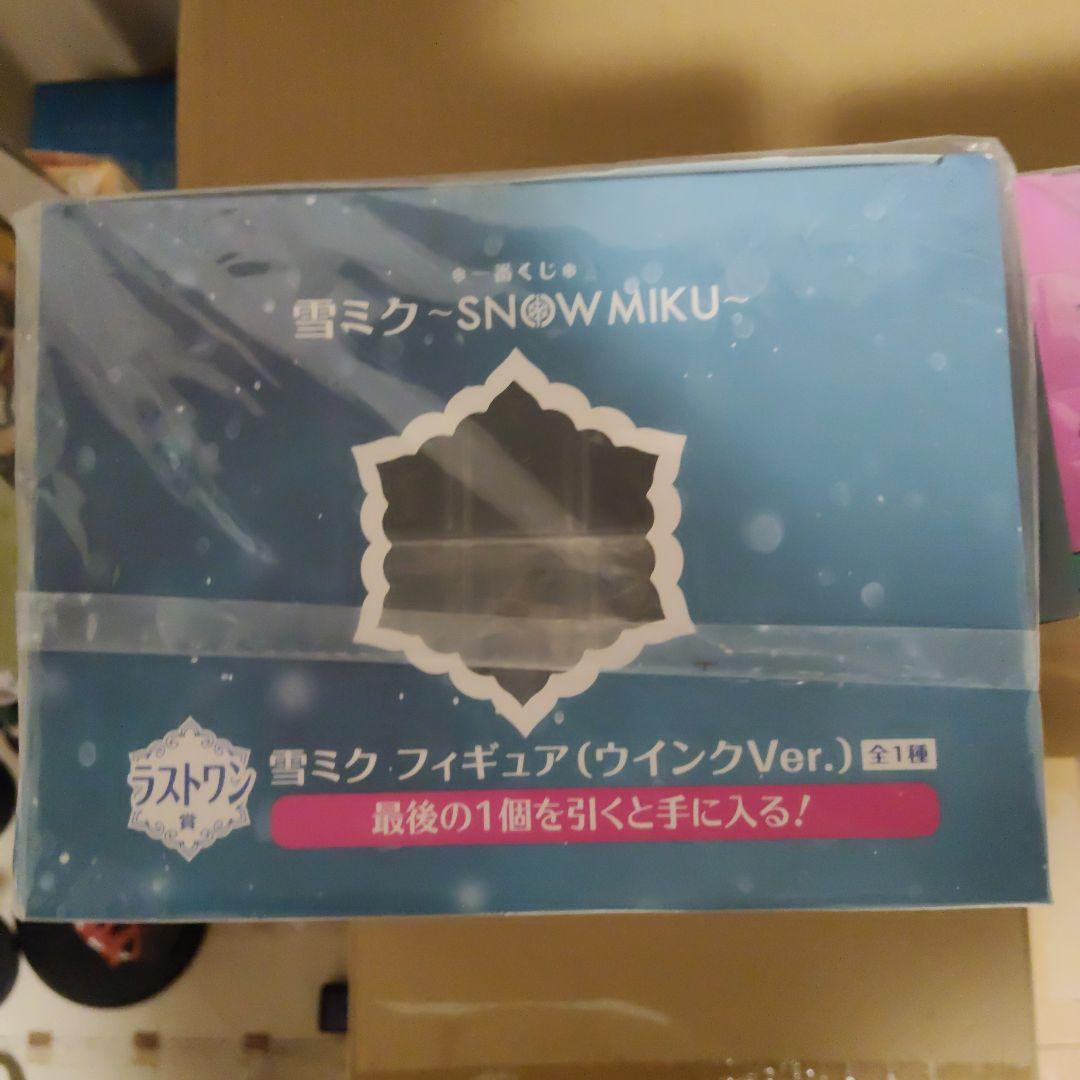 一番くじ
雪ミク~SNOW MIKU~
ラストワン
賞
雪ミク フィギュア(ウインクVer.) 全1種
最後の1個を引くと手に入る!